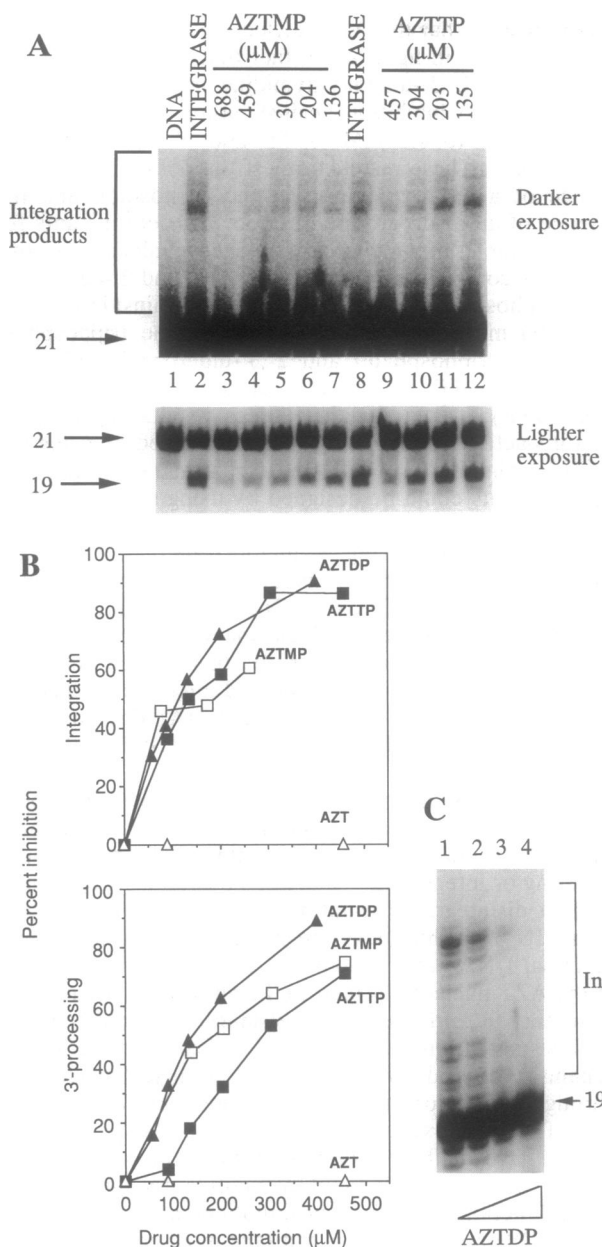 A
AZTMP
(μM)
AZTTP
(μM)
DNA
INTEGRASE
688
459
306
204
136
INTEGRASE
457
304
203
135
Integration
products
Darker
exposure
21
1 2 3 4 5 6 7 8 9 10 11 12
21
19
Lighter
exposure
B
100
80
60
40
20
0
Integration
AZTDP
AZTTP
AZTMP
AZT
Percent inhibition
100
80
60
40
20
0
3'-processing
AZTDP
AZTMP
AZTTP
AZT
0 100 200 300 400 500
Drug concentration (μM)
C
1 2 3 4
In
19
AZTDP